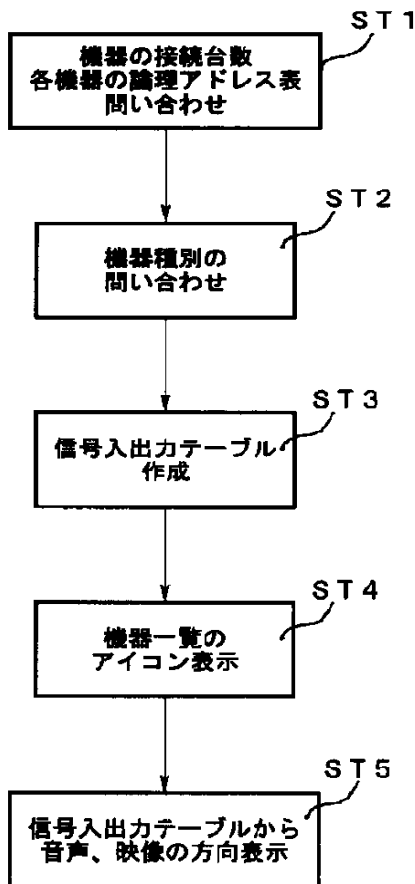 ST1
機器の接続台数
各機器の論理アドレス表
問い合わせ
ST2
機器種別の
問い合わせ
ST3
信号入出力テーブル
作成
ST4
機器一覧の
アイコン表示
ST5
信号入出力テーブルから
音声、映像の方向表示